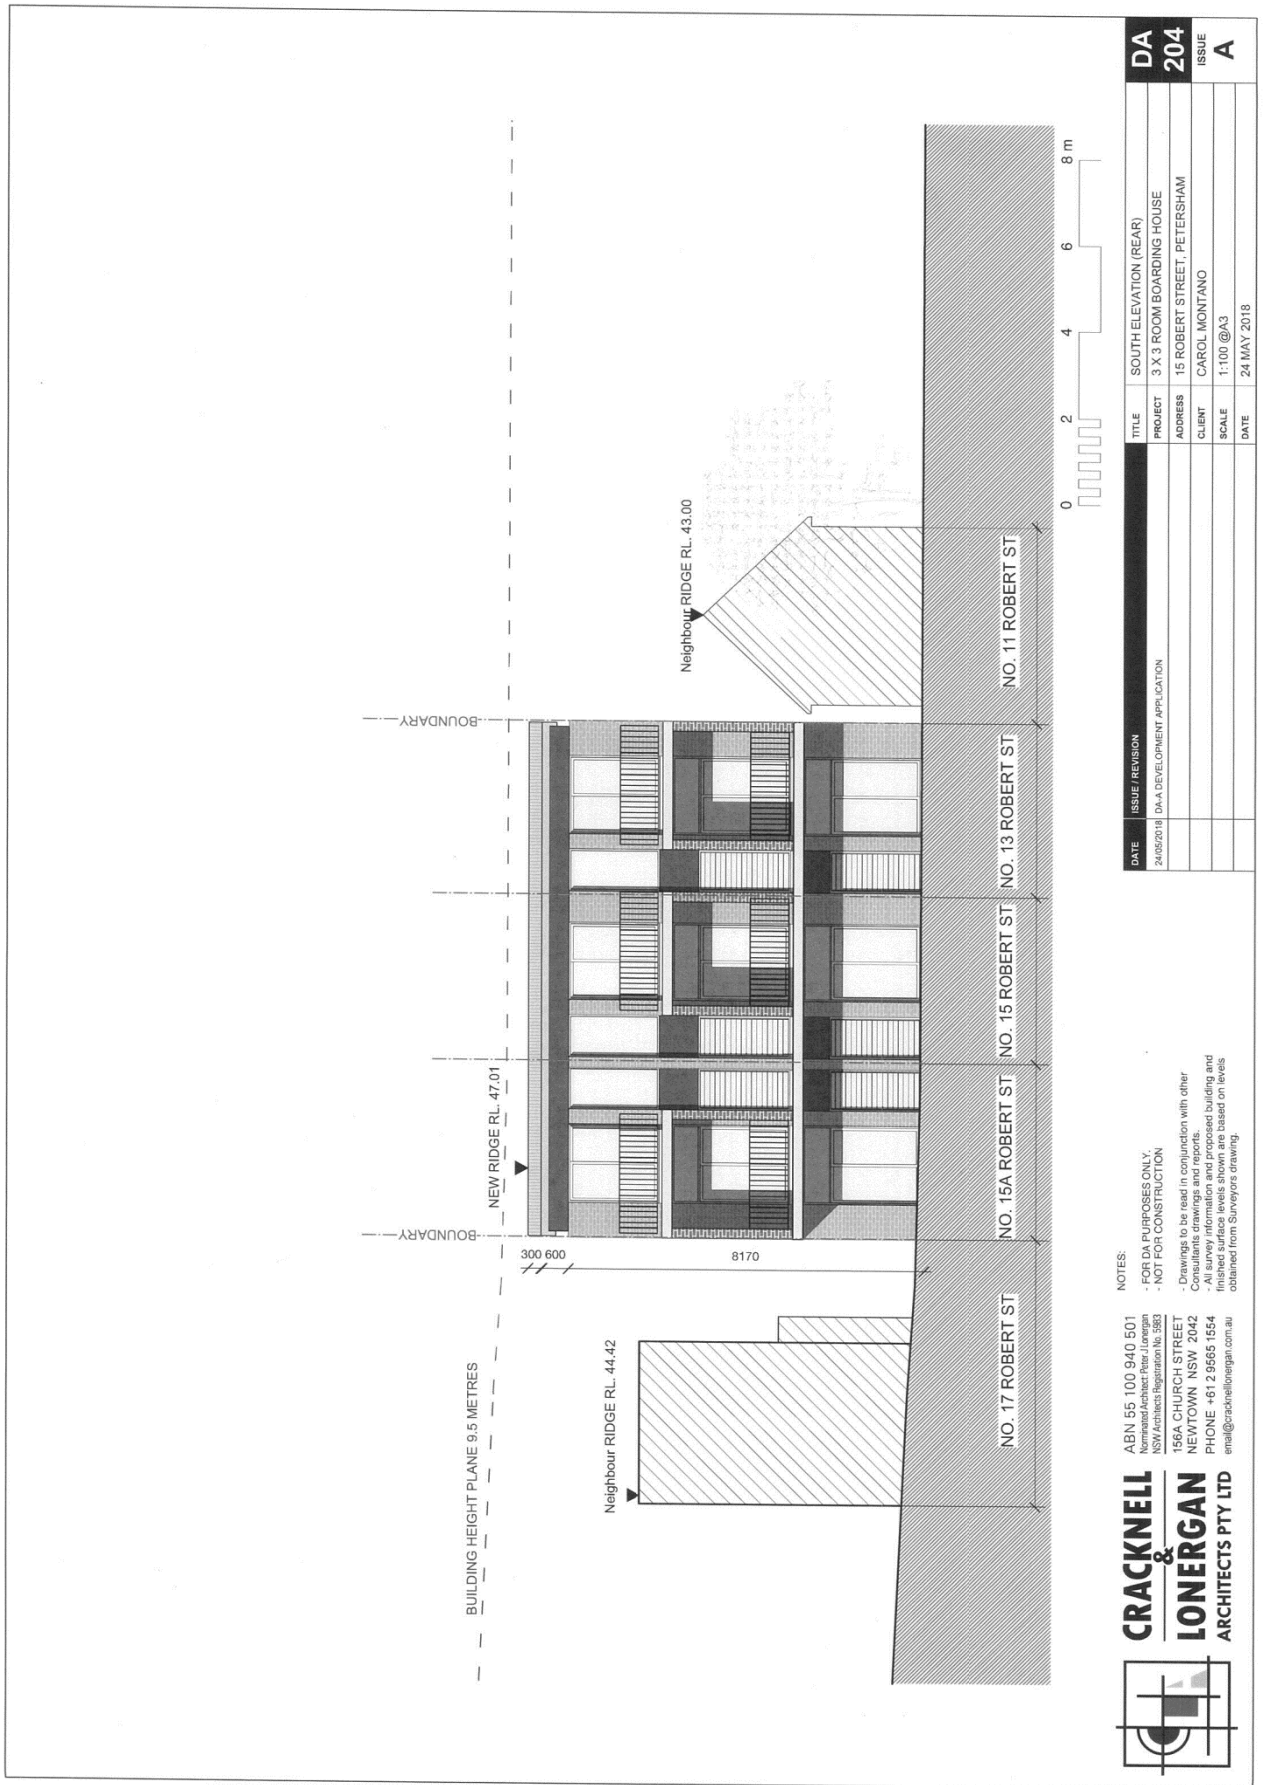 BUILDING HEIGHT PLANE 9.5 METRES
BOUNDARY
NEW RIDGE RL. 47.01
BOUNDARY
Neighbour RIDGE RL. 44.42
300 600
8170
Neighbour RIDGE RL. 43.00
NO. 17 ROBERT ST
NO. 15A ROBERT ST
NO. 15 ROBERT ST
NO. 13 ROBERT ST
NO. 11 ROBERT ST
0 2 4 6 8 m
CRACKNELL
&
LONERGAN
ARCHITECTS PTY LTD
ABN 55 100 940 501
Nominated Architect: Peter J Lonergan
NSW Architects Registration No. 5983
156A CHURCH STREET
NEWTOWN NSW 2042
PHONE +61 2 9565 1554
email@cracknelllonergan.com.au
NOTES:
- FOR DA PURPOSES ONLY.
- NOT FOR CONSTRUCTION
- Drawings to be read in conjunction with other
Consultants drawings and reports.
- All survey information and proposed building and
finished surface levels shown are based on levels
obtained from Surveyors drawing.
DATE ISSUE / REVISION
24/05/2018 DA-A DEVELOPMENT APPLICATION
TITLE SOUTH ELEVATION (REAR)
PROJECT 3 X 3 ROOM BOARDING HOUSE
ADDRESS 15 ROBERT STREET, PETERSHAM
CLIENT CAROL MONTANO
SCALE 1:100 @A3
DATE 24 MAY 2018
DA
204
ISSUE
A